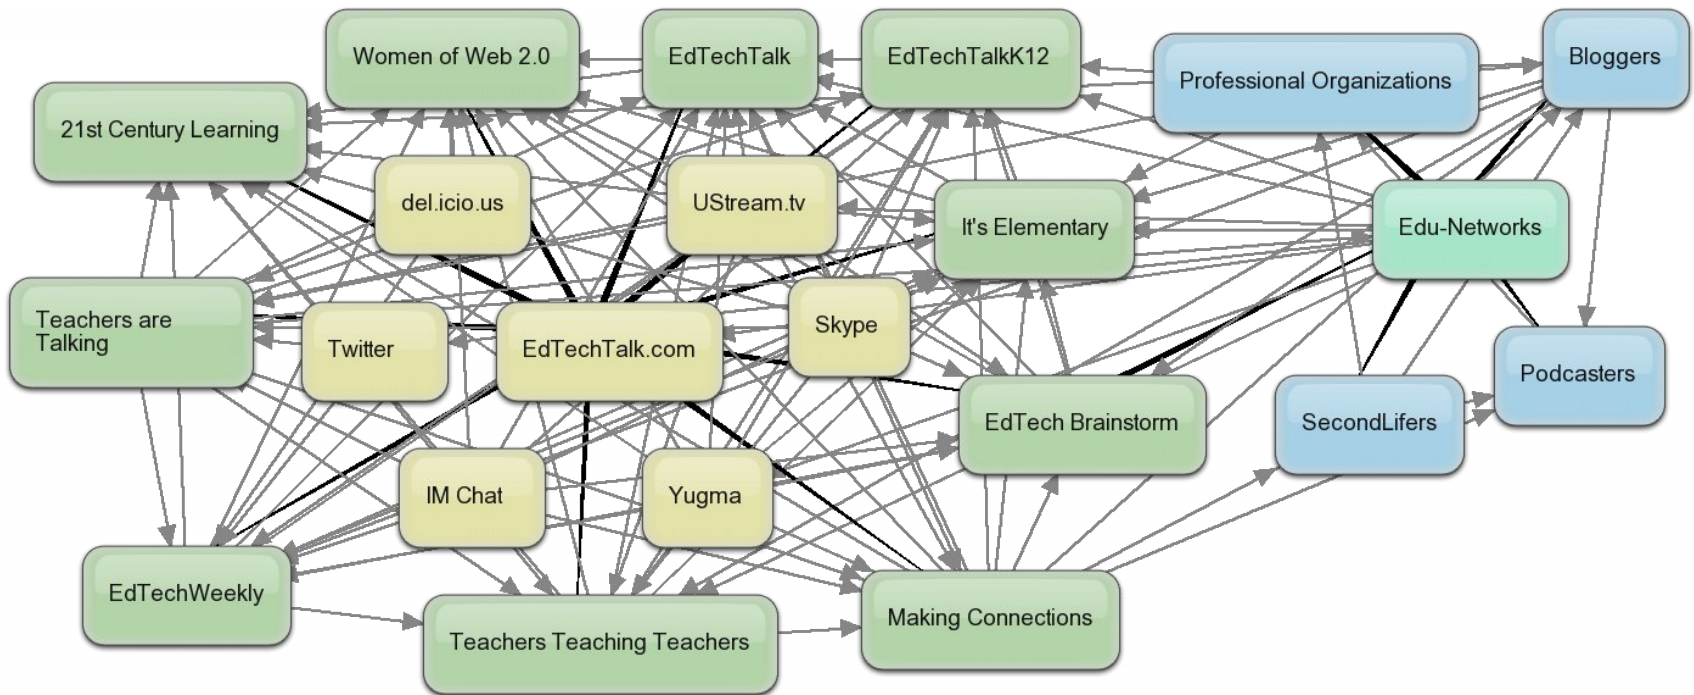 Women of Web 2.0
EdTechTalk
EdTechTalkK12
Professional Organizations
Bloggers
21st Century Learning
del.icio.us
UStream.tv
It's Elementary
Edu-Networks
Teachers are
Talking
Twitter
EdTechTalk.com
Skype
Podcasters
EdTech Brainstorm
SecondLifers
IM Chat
Yugma
EdTechWeekly
Teachers Teaching Teachers
Making Connections